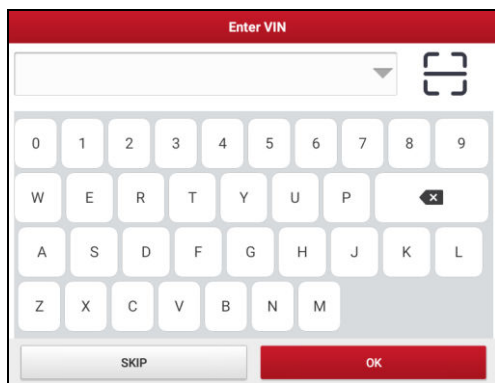 Enter VIN
0 1 2 3 4 5 6 7 8 9
W E R T Y U P
A S D F G H J K L
Z X C V B N M
SKIP OK